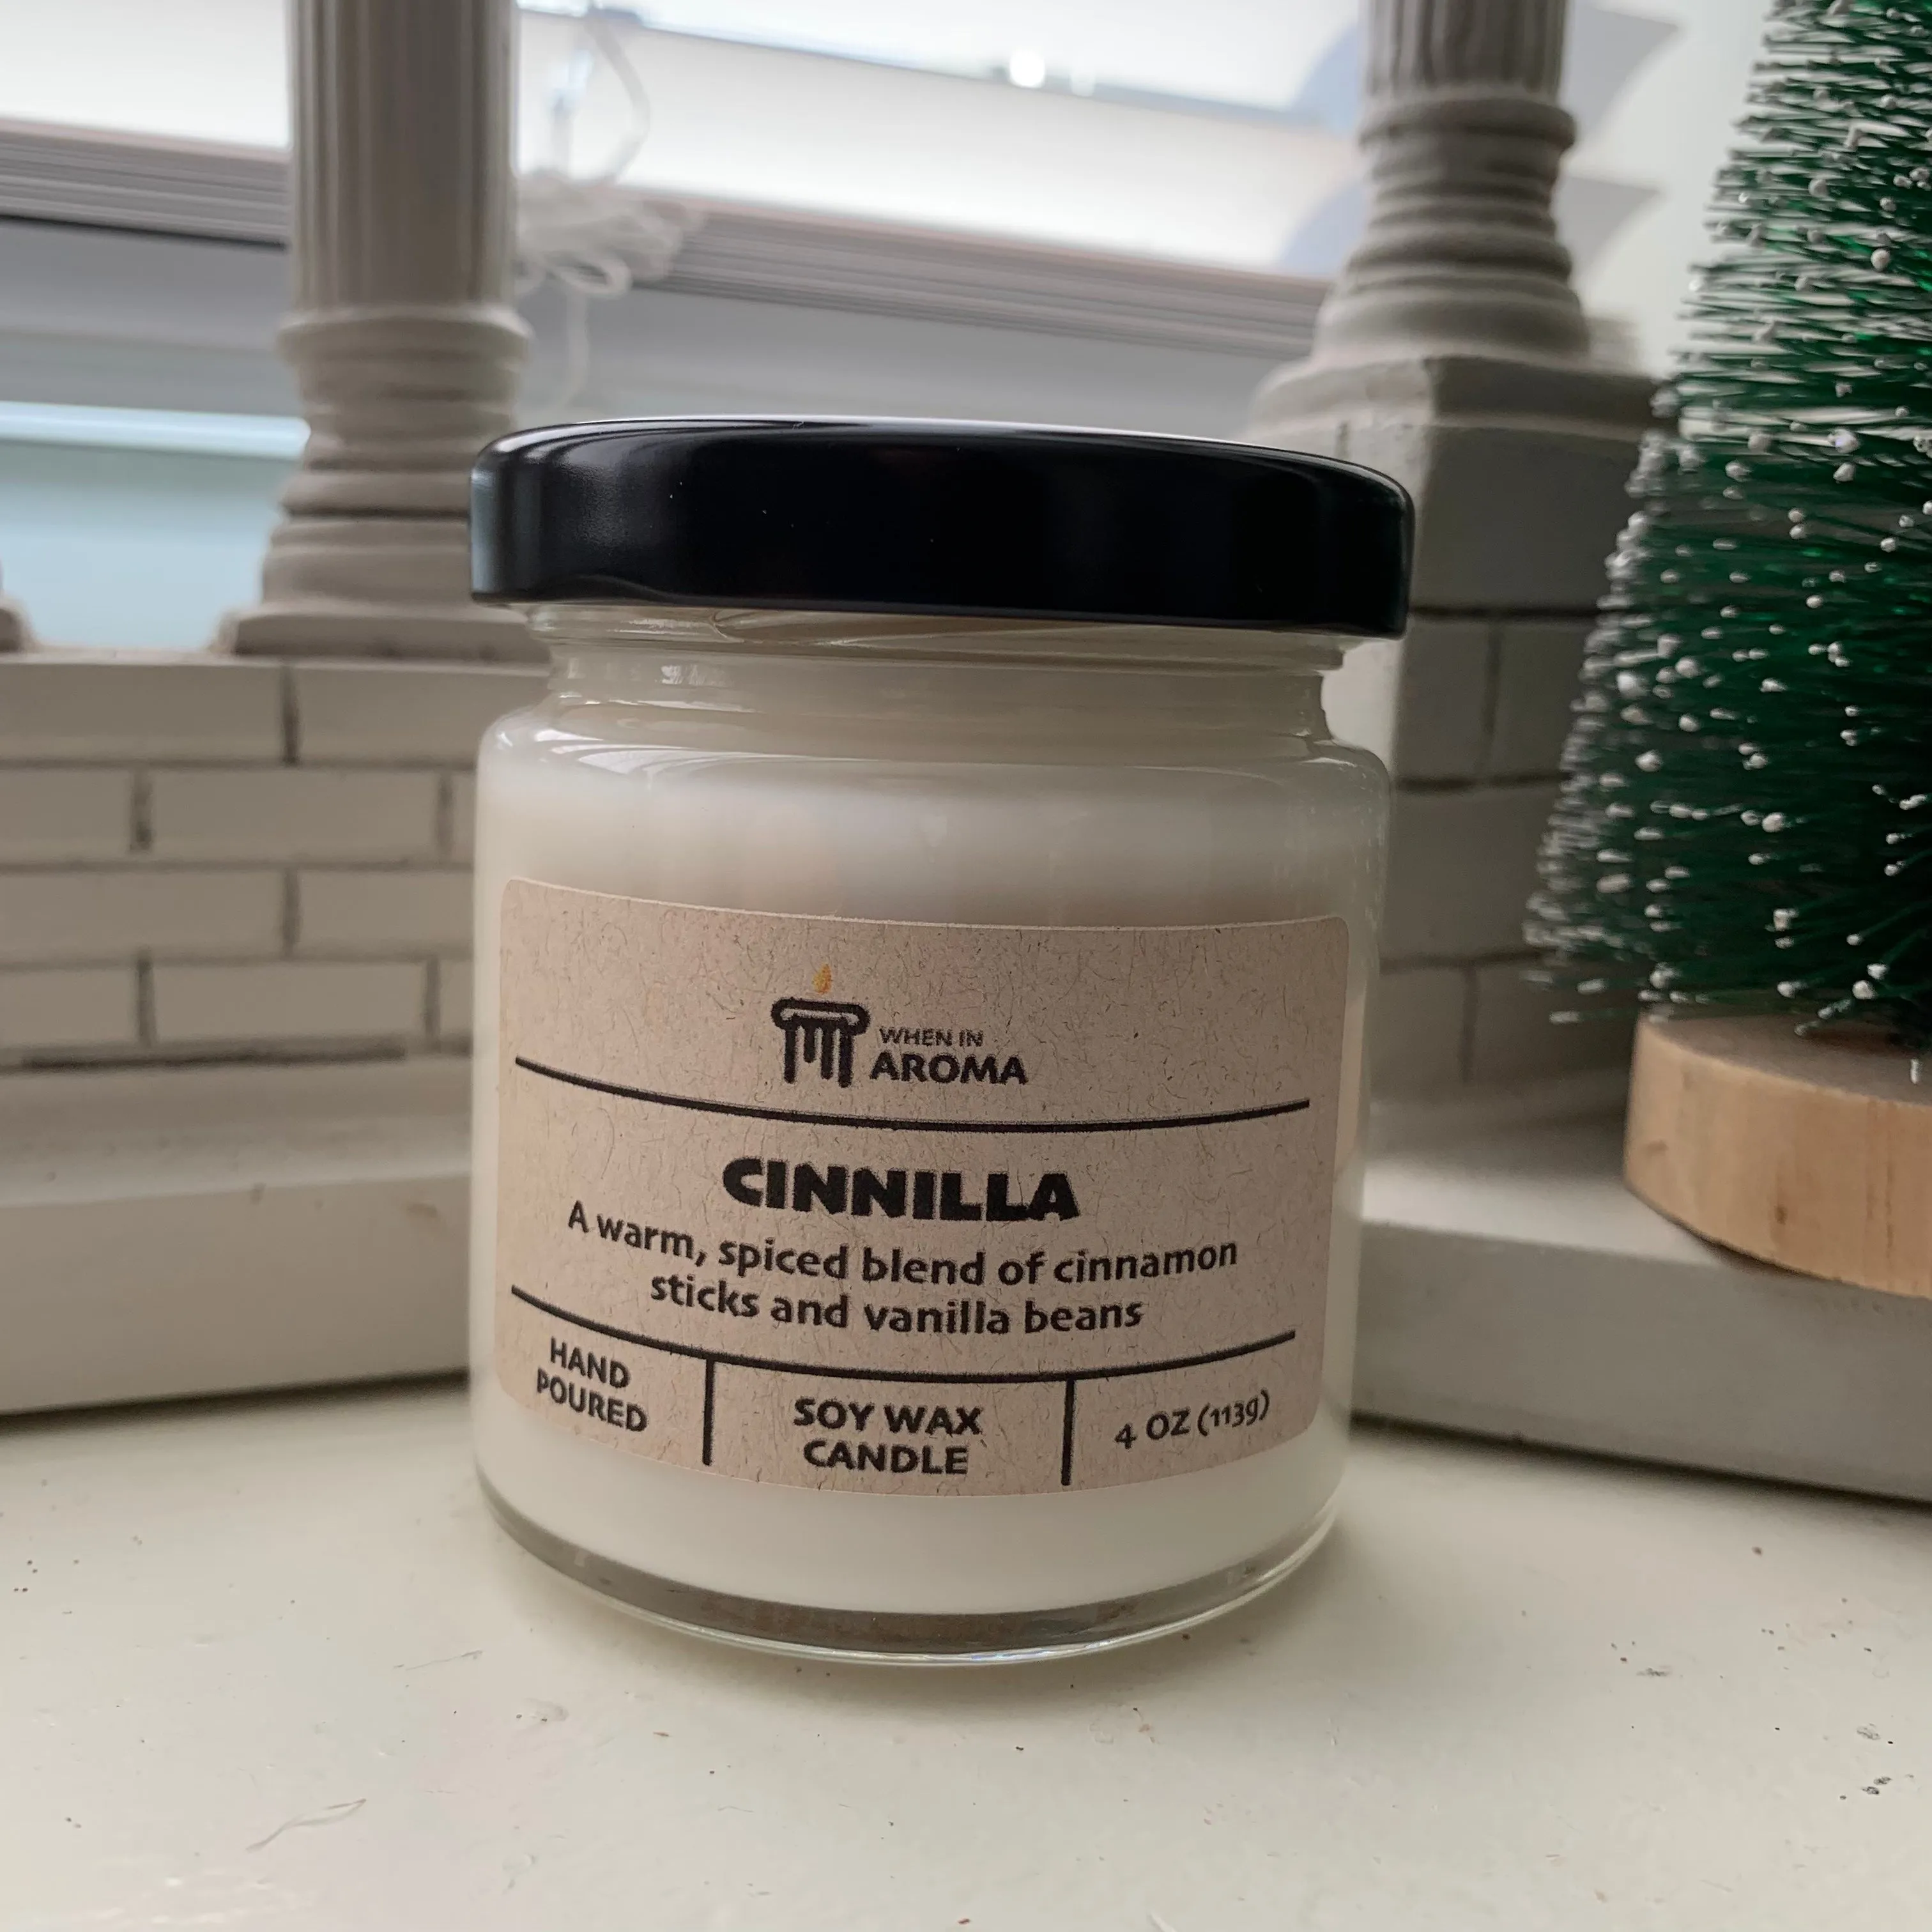 WHEN IN
AROMA
CINNILLA
A warm, spiced blend of cinnamon
sticks and vanilla beans
HAND
POURED
SOY WAX
CANDLE
4 OZ (113g)